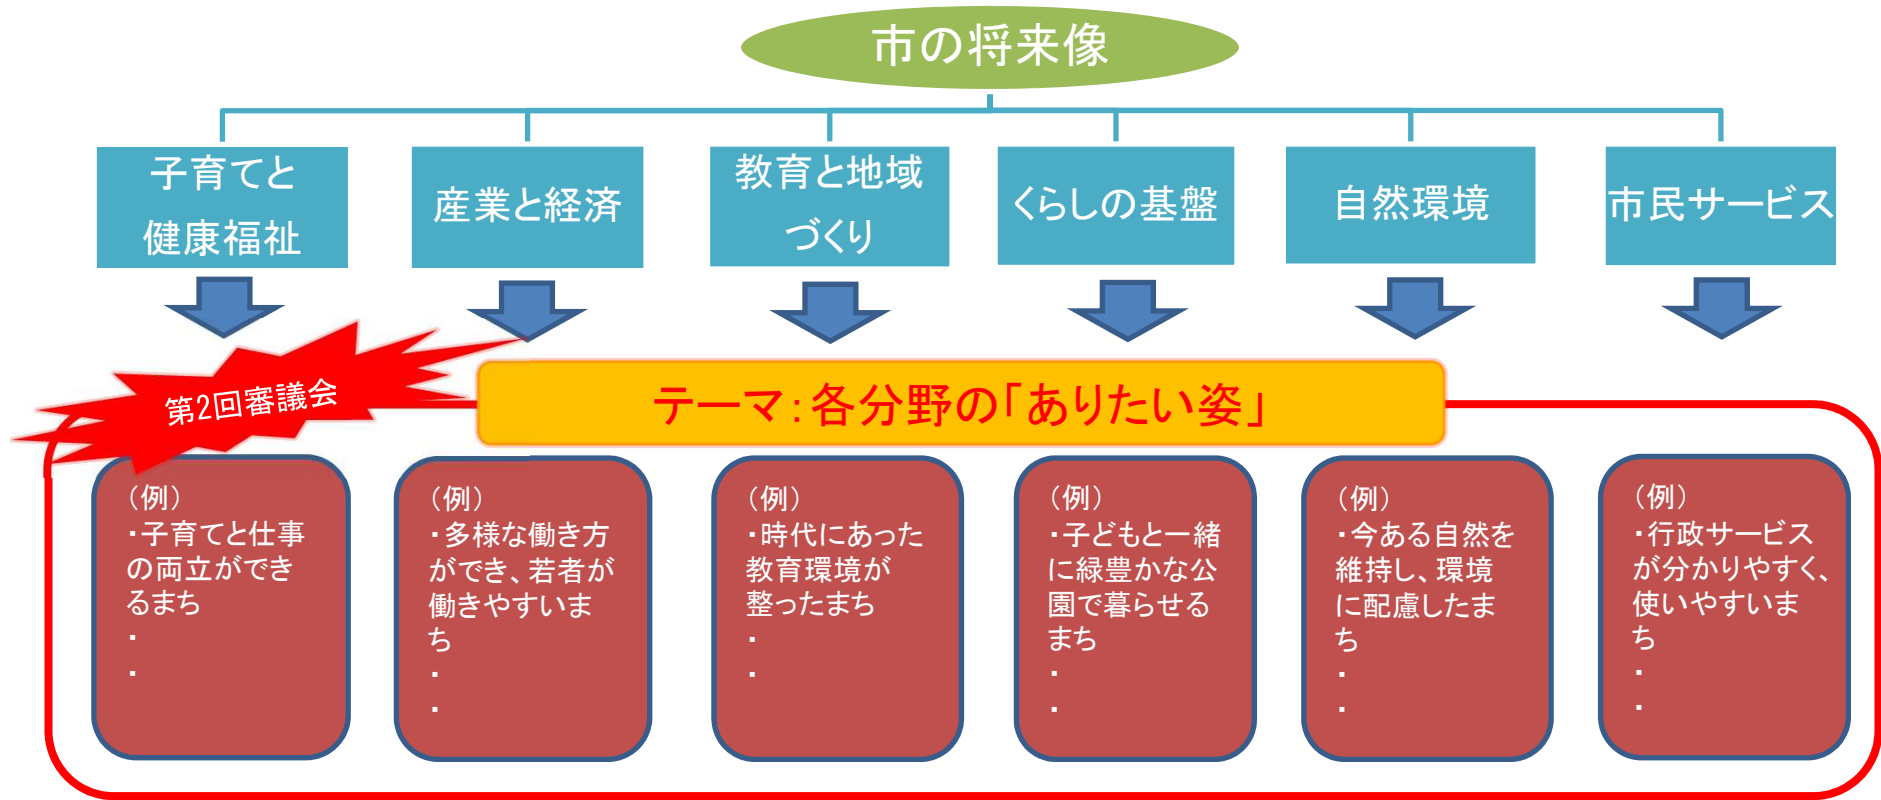 市の将来像
子育てと
健康福祉
産業と経済
教育と地域
づくり
くらしの基盤
自然環境
市民サービス
第2回審議会
テーマ：各分野の「ありたい姿」
（例）
・子育てと仕事
の両立ができ
るまち
・
・
（例）
・多様な働き方
ができ、若者が
働きやすいま
ち
・
・
（例）
・時代にあった
教育環境が
整ったまち
・
・
（例）
・子どもと一緒
に緑豊かな公
園で暮らせる
まち
・
・
（例）
・今ある自然を
維持し、環境
に配慮したま
ち
・
・
（例）
・行政サービス
が分かりやすく、
使いやすいま
ち
・
・